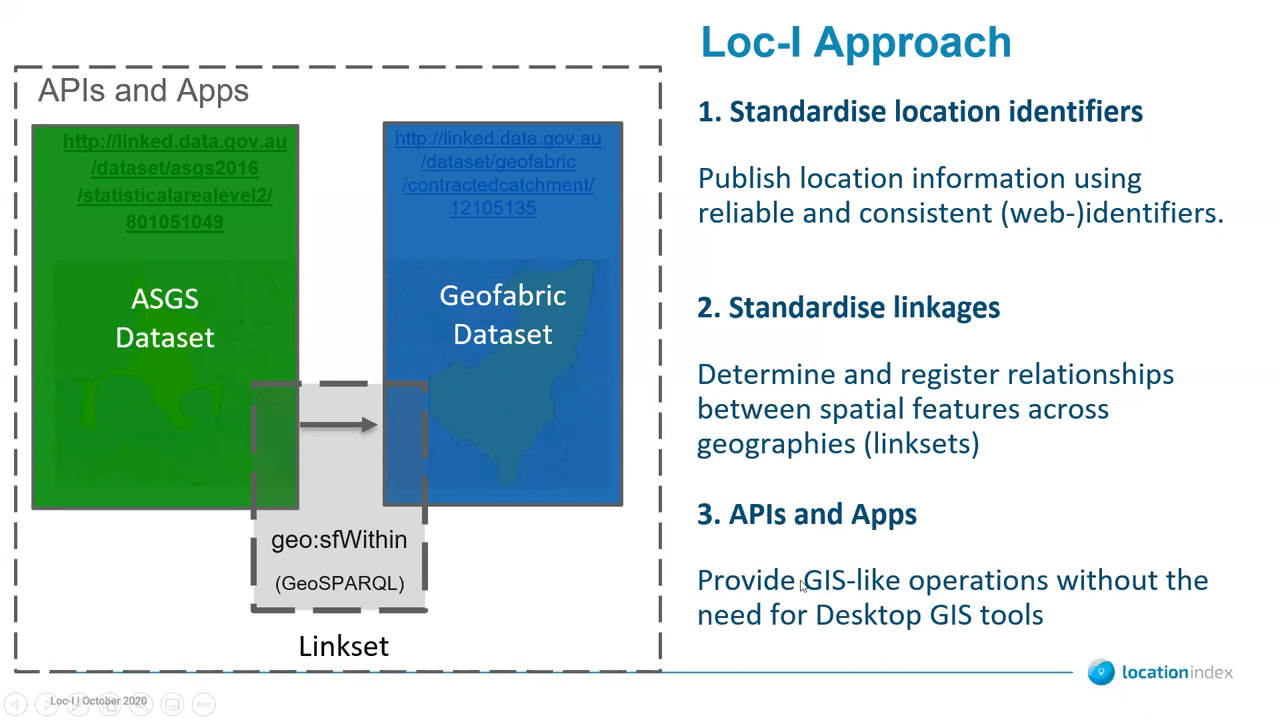 Loc-I Approach
APIs and Apps
http://linked.data.gov.au
/dataset/asgs2016
/statisticalarealevel2/
801051049
ASGS
Dataset
http://linked.data.gov.au
/dataset/geofabric
/contractedcatchment/
12105135
Geofabric
Dataset
geo:sfWithin
(GeoSPARQL)
Linkset
1. Standardise location identifiers
Publish location information using
reliable and consistent (web-)identifiers.
2. Standardise linkages
Determine and register relationships
between spatial features across
geographies (linksets)
3. APIs and Apps
Provide GIS-like operations without the
need for Desktop GIS tools
locationindex
Loc-I | October 2020